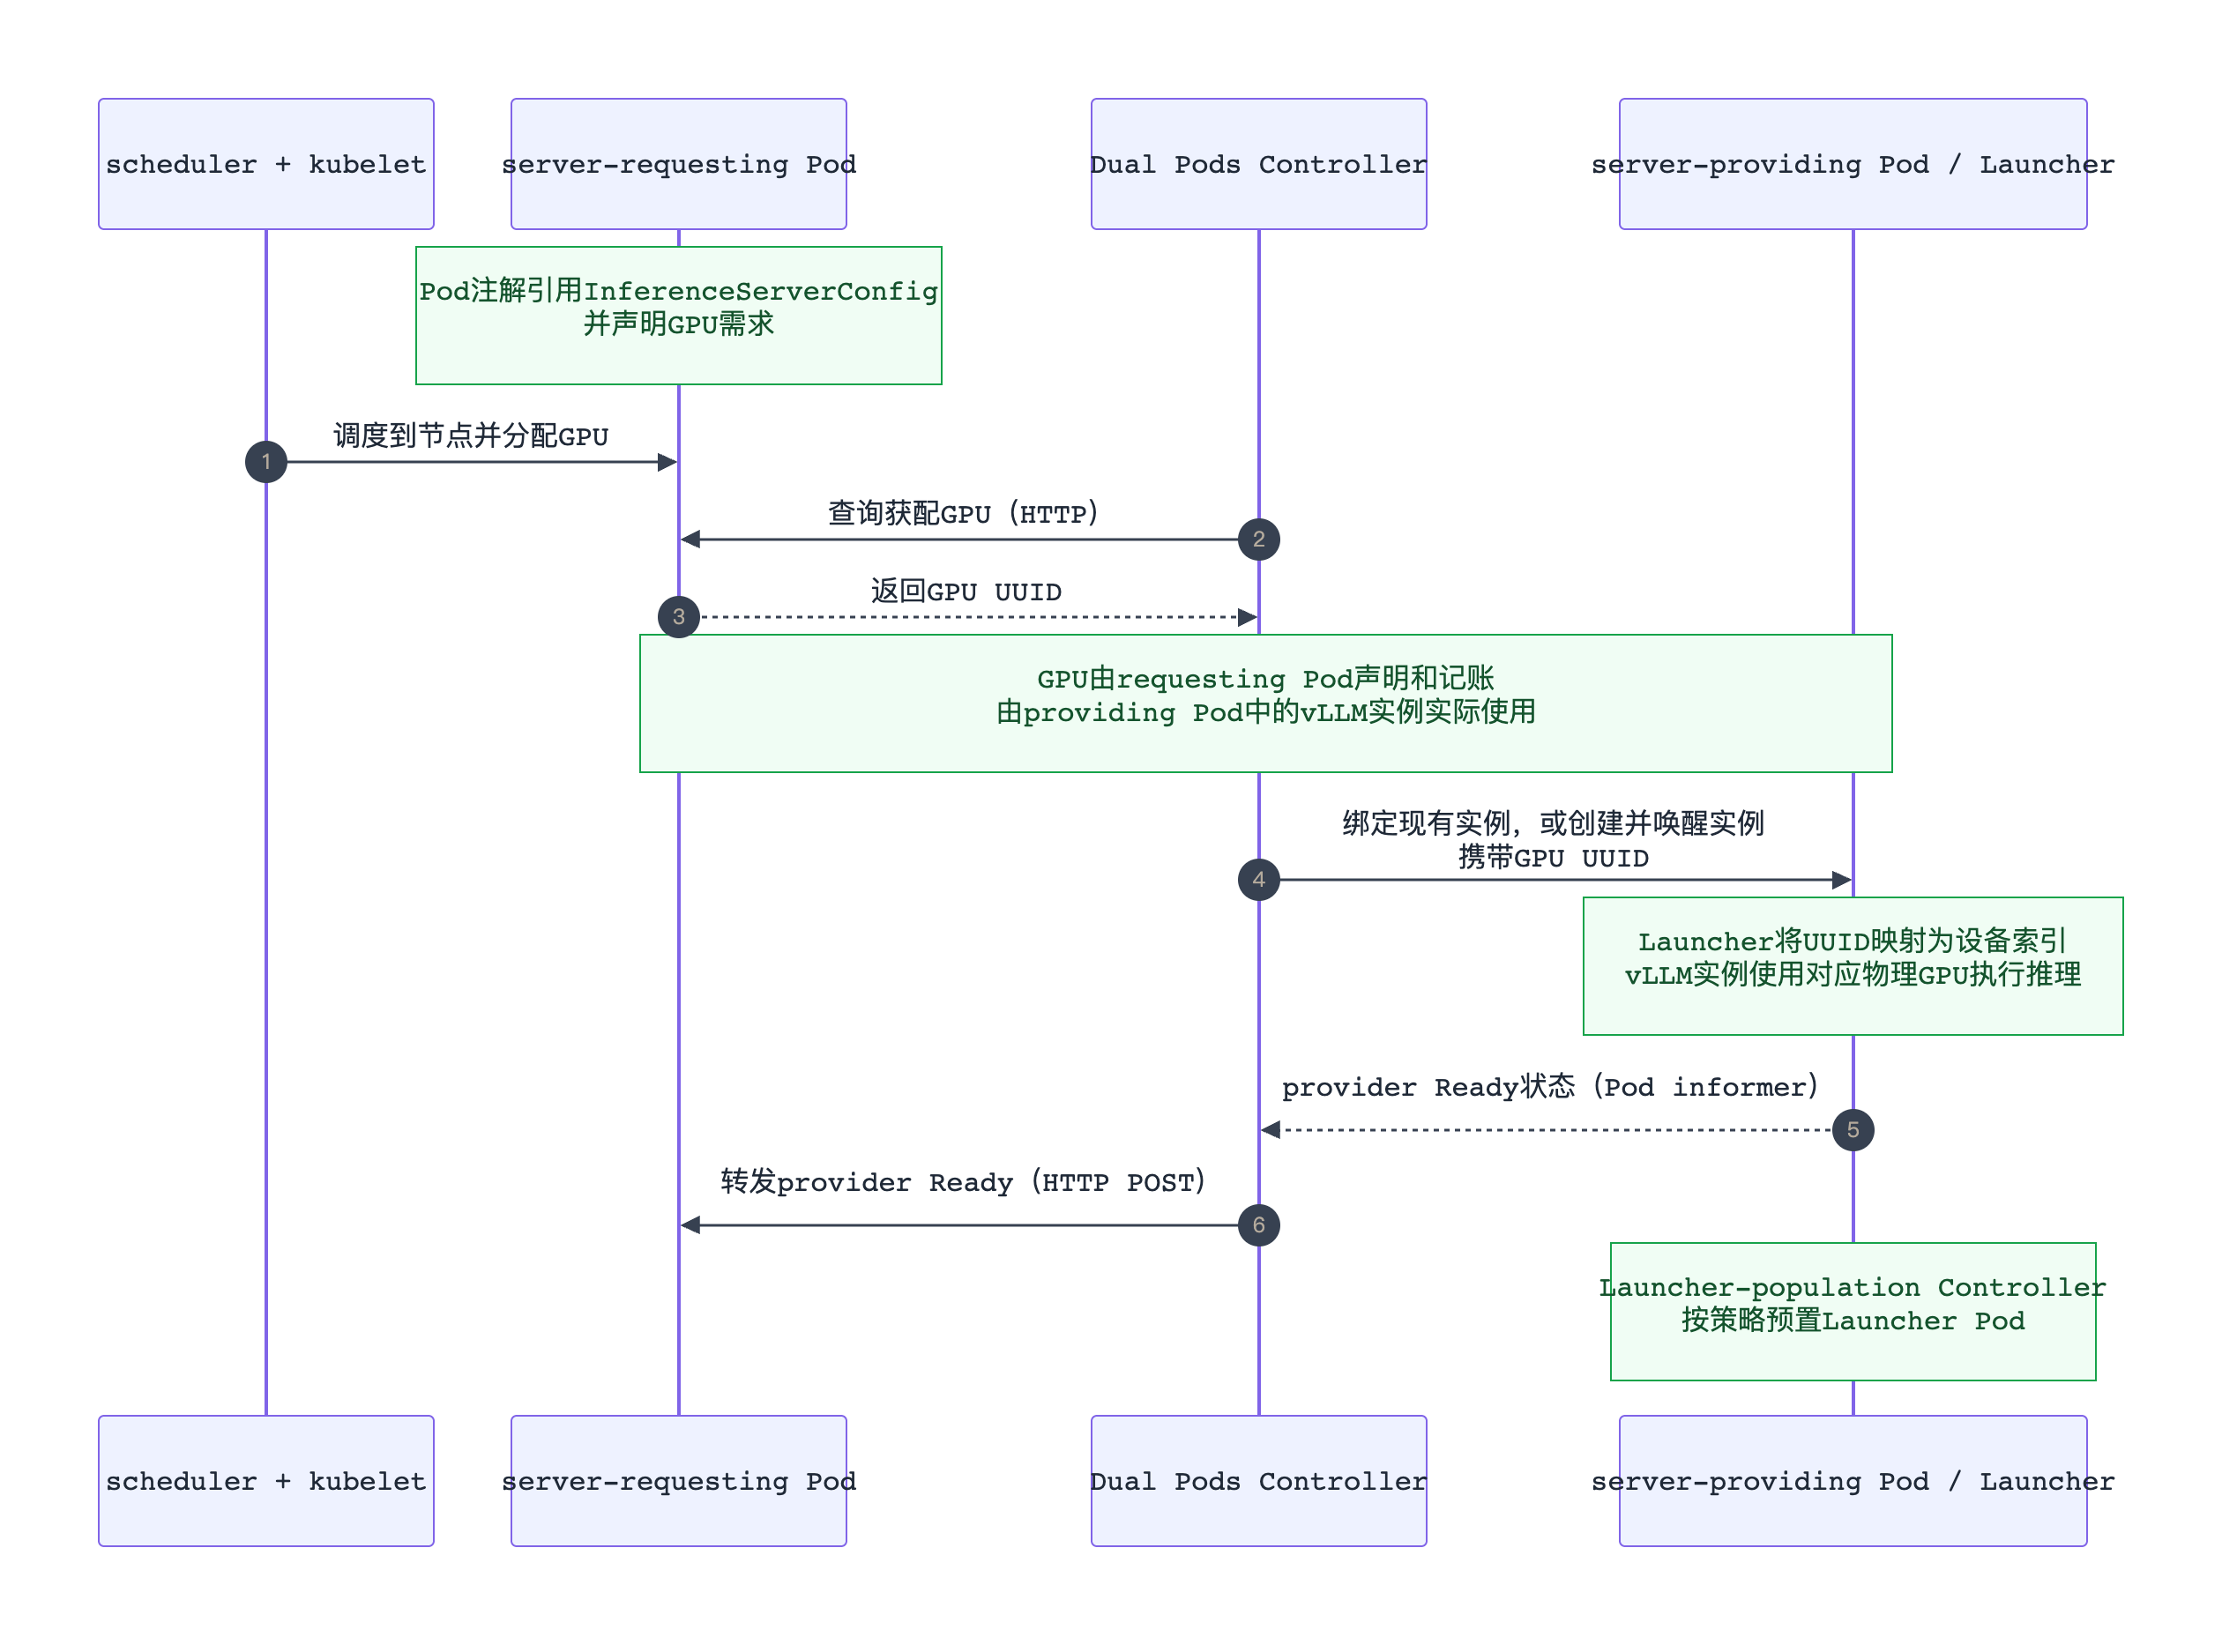 scheduler + kubelet
server-requesting Pod
Dual Pods Controller
server-providing Pod / Launcher
Pod注解引用InferenceServerConfig
并声明GPU需求
调度到节点并分配GPU
1
查询获配GPU（HTTP）
2
返回GPU UUID
3
GPU由requesting Pod声明和记账
由providing Pod中的vLLM实例实际使用
绑定现有实例，或创建并唤醒实例
携带GPU UUID
4
Launcher将UUID映射为设备索引
vLLM实例使用对应物理GPU执行推理
provider Ready状态（Pod informer）
5
转发provider Ready（HTTP POST）
6
Launcher-population Controller
按策略预置Launcher Pod
scheduler + kubelet
server-requesting Pod
Dual Pods Controller
server-providing Pod / Launcher